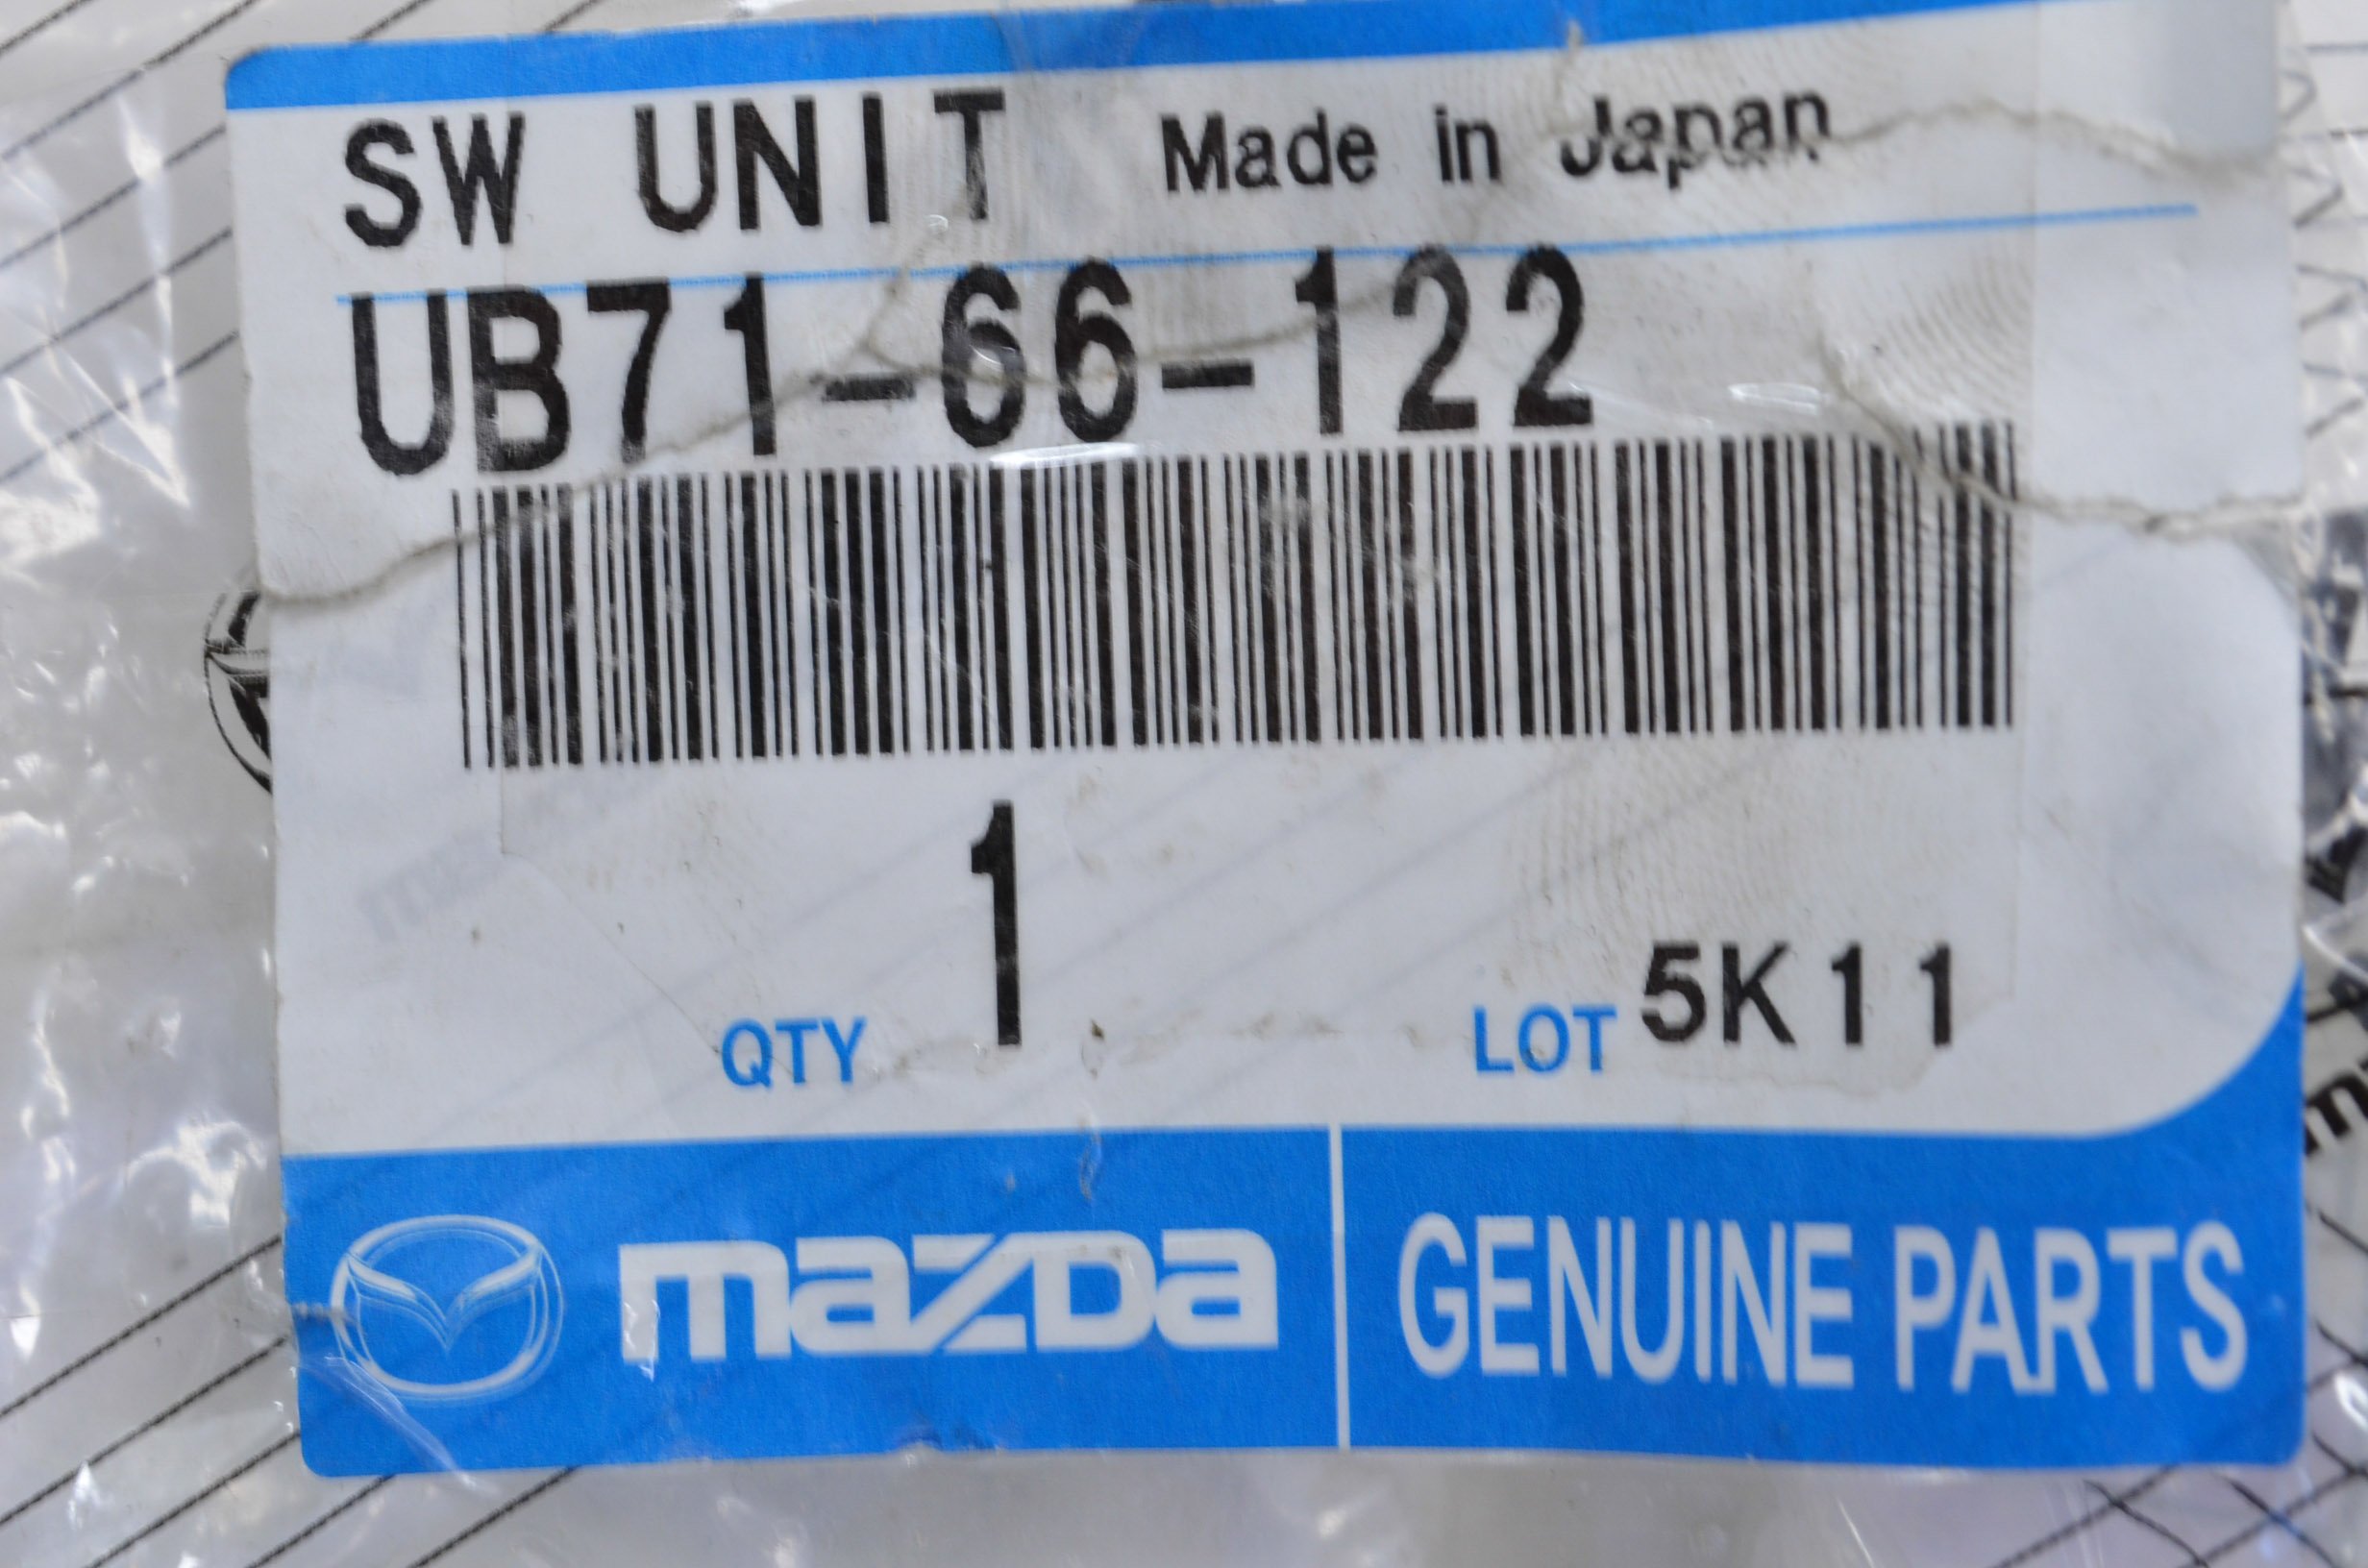 SW UNIT Made in Japan
UB71-66-122
QTY 1 LOT 5K11
mazda GENUINE PARTS